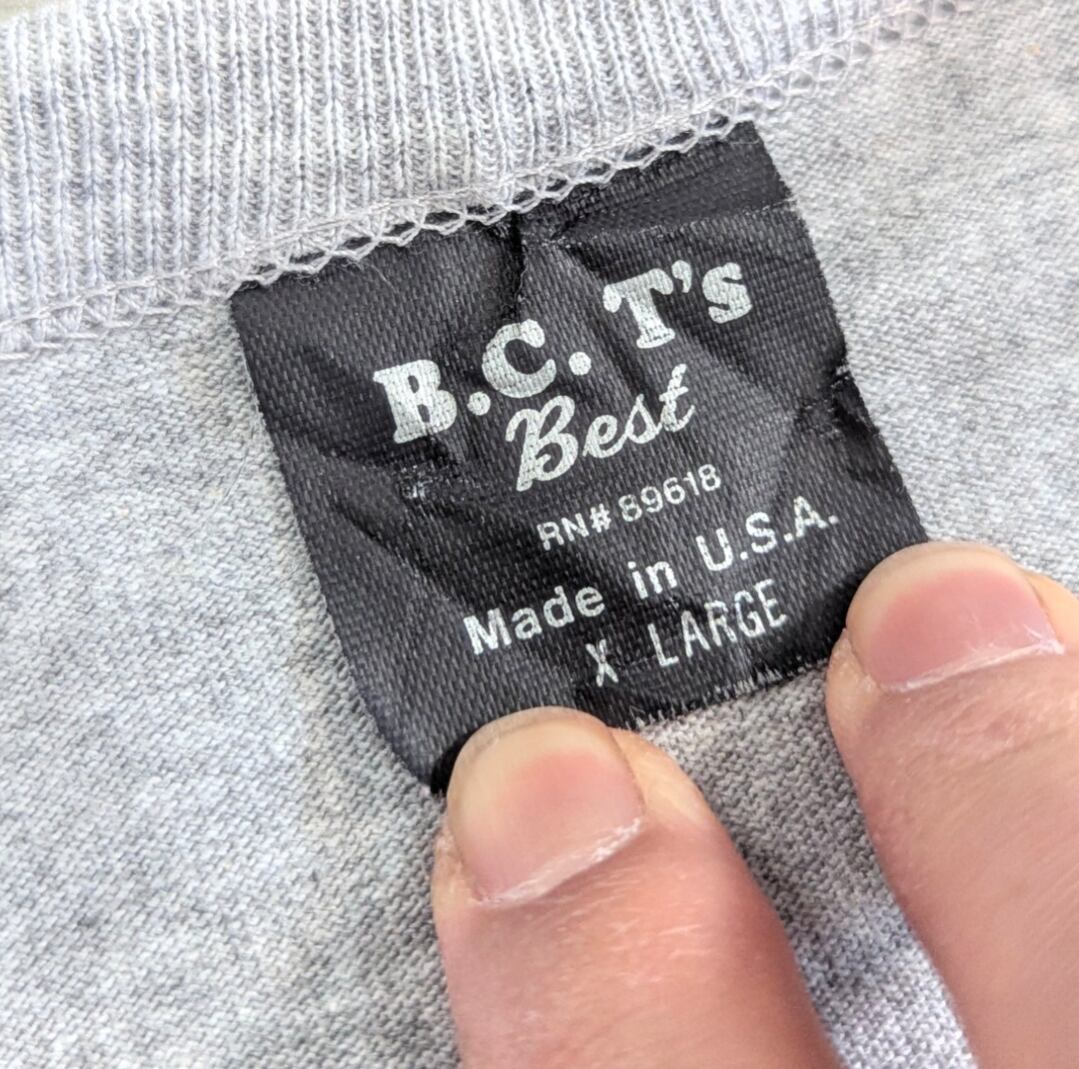 B.C. T's
Best
RN# 89618
Made in U.S.A.
X LARGE